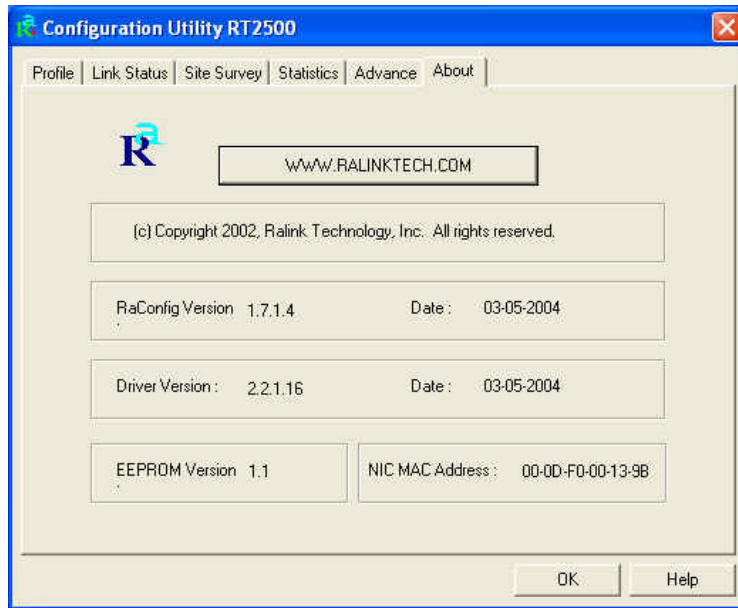 Configuration Utility RT2500
Profile Link Status Site Survey Statistics Advance About
Ra
WWW.RALINKTECH.COM
(c) Copyright 2002, Ralink Technology, Inc. All rights reserved.
RaConfig Version : 1.7.1.4 Date : 03-05-2004
Driver Version : 2.2.1.16 Date : 03-05-2004
EEPROM Version : 1.1 NIC MAC Address : 00-0D-F0-00-13-9B
OK Help